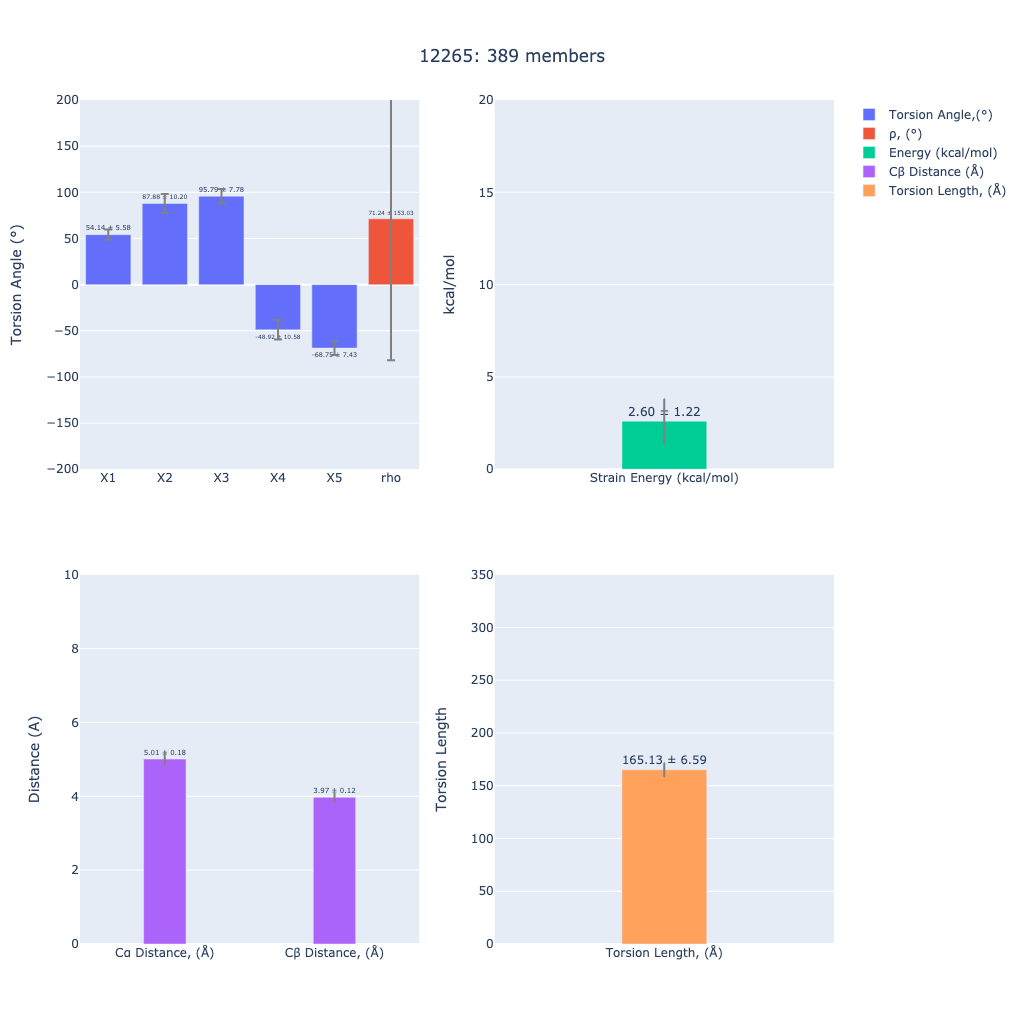 12265: 389 members
Torsion Angle (°)
200
150
100
50
0
−50
−100
−150
−200
54.14 ± 5.58
87.88 ± 10.20
95.79 ± 7.78
-48.92 ± 10.58
-68.75 ± 7.43
71.24 ± 153.03
X1 X2 X3 X4 X5 rho
kcal/mol
20
15
10
5
0
2.60 ± 1.22
Strain Energy (kcal/mol)
Torsion Angle,(°)
ρ, (°)
Energy (kcal/mol)
Cβ Distance (Å)
Torsion Length, (Å)
Distance (A)
10
8
6
4
2
0
5.01 ± 0.18
3.97 ± 0.12
Cα Distance, (Å) Cβ Distance, (Å)
Torsion Length
350
300
250
200
150
100
50
0
165.13 ± 6.59
Torsion Length, (Å)